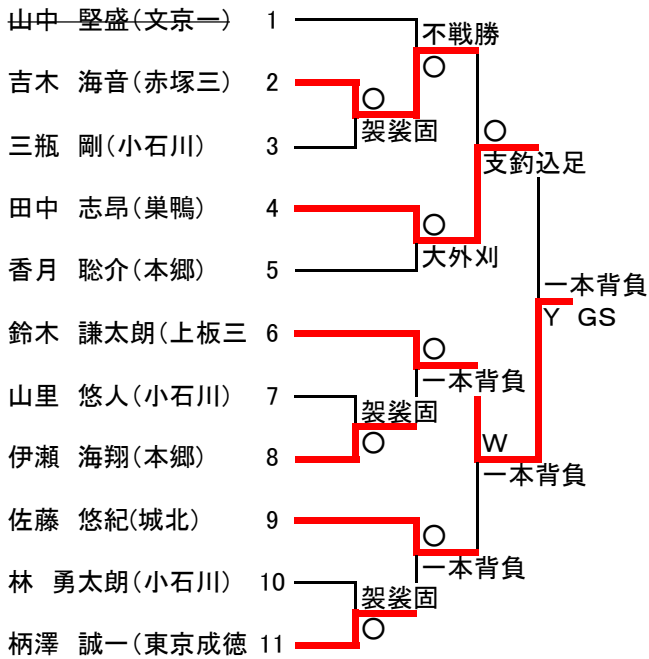 山中　堅盛(文京一)　1
不戦勝
〇
吉木　海音(赤塚三)　2
〇
袈裟固
三瓶　剛(小石川)　3
〇
支釣込足
田中　志昂(巣鴨)　4
〇
大外刈
香月　聡介(本郷)　5
一本背負
Y　GS
鈴木　謙太朗(上板三　6
〇
一本背負
山里　悠人(小石川)　7
袈裟固
〇
伊瀬　海翔(本郷)　8
W
一本背負
佐藤　悠紀(城北)　9
〇
一本背負
林　勇太朗(小石川)　10
袈裟固
〇
柄澤　誠一(東京成徳　11